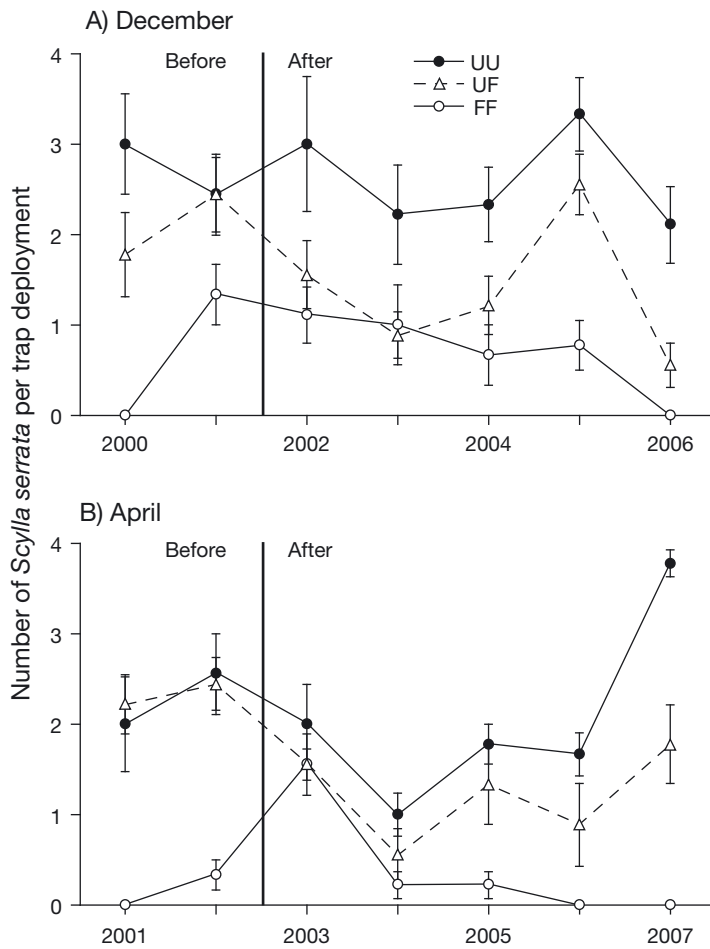 A) December
Before After
UU
UF
FF
4
3
2
1
0
2000 2002 2004 2006
Number of Scylla serrata per trap deployment
B) April
Before After
4
3
2
1
0
2001 2003 2005 2007